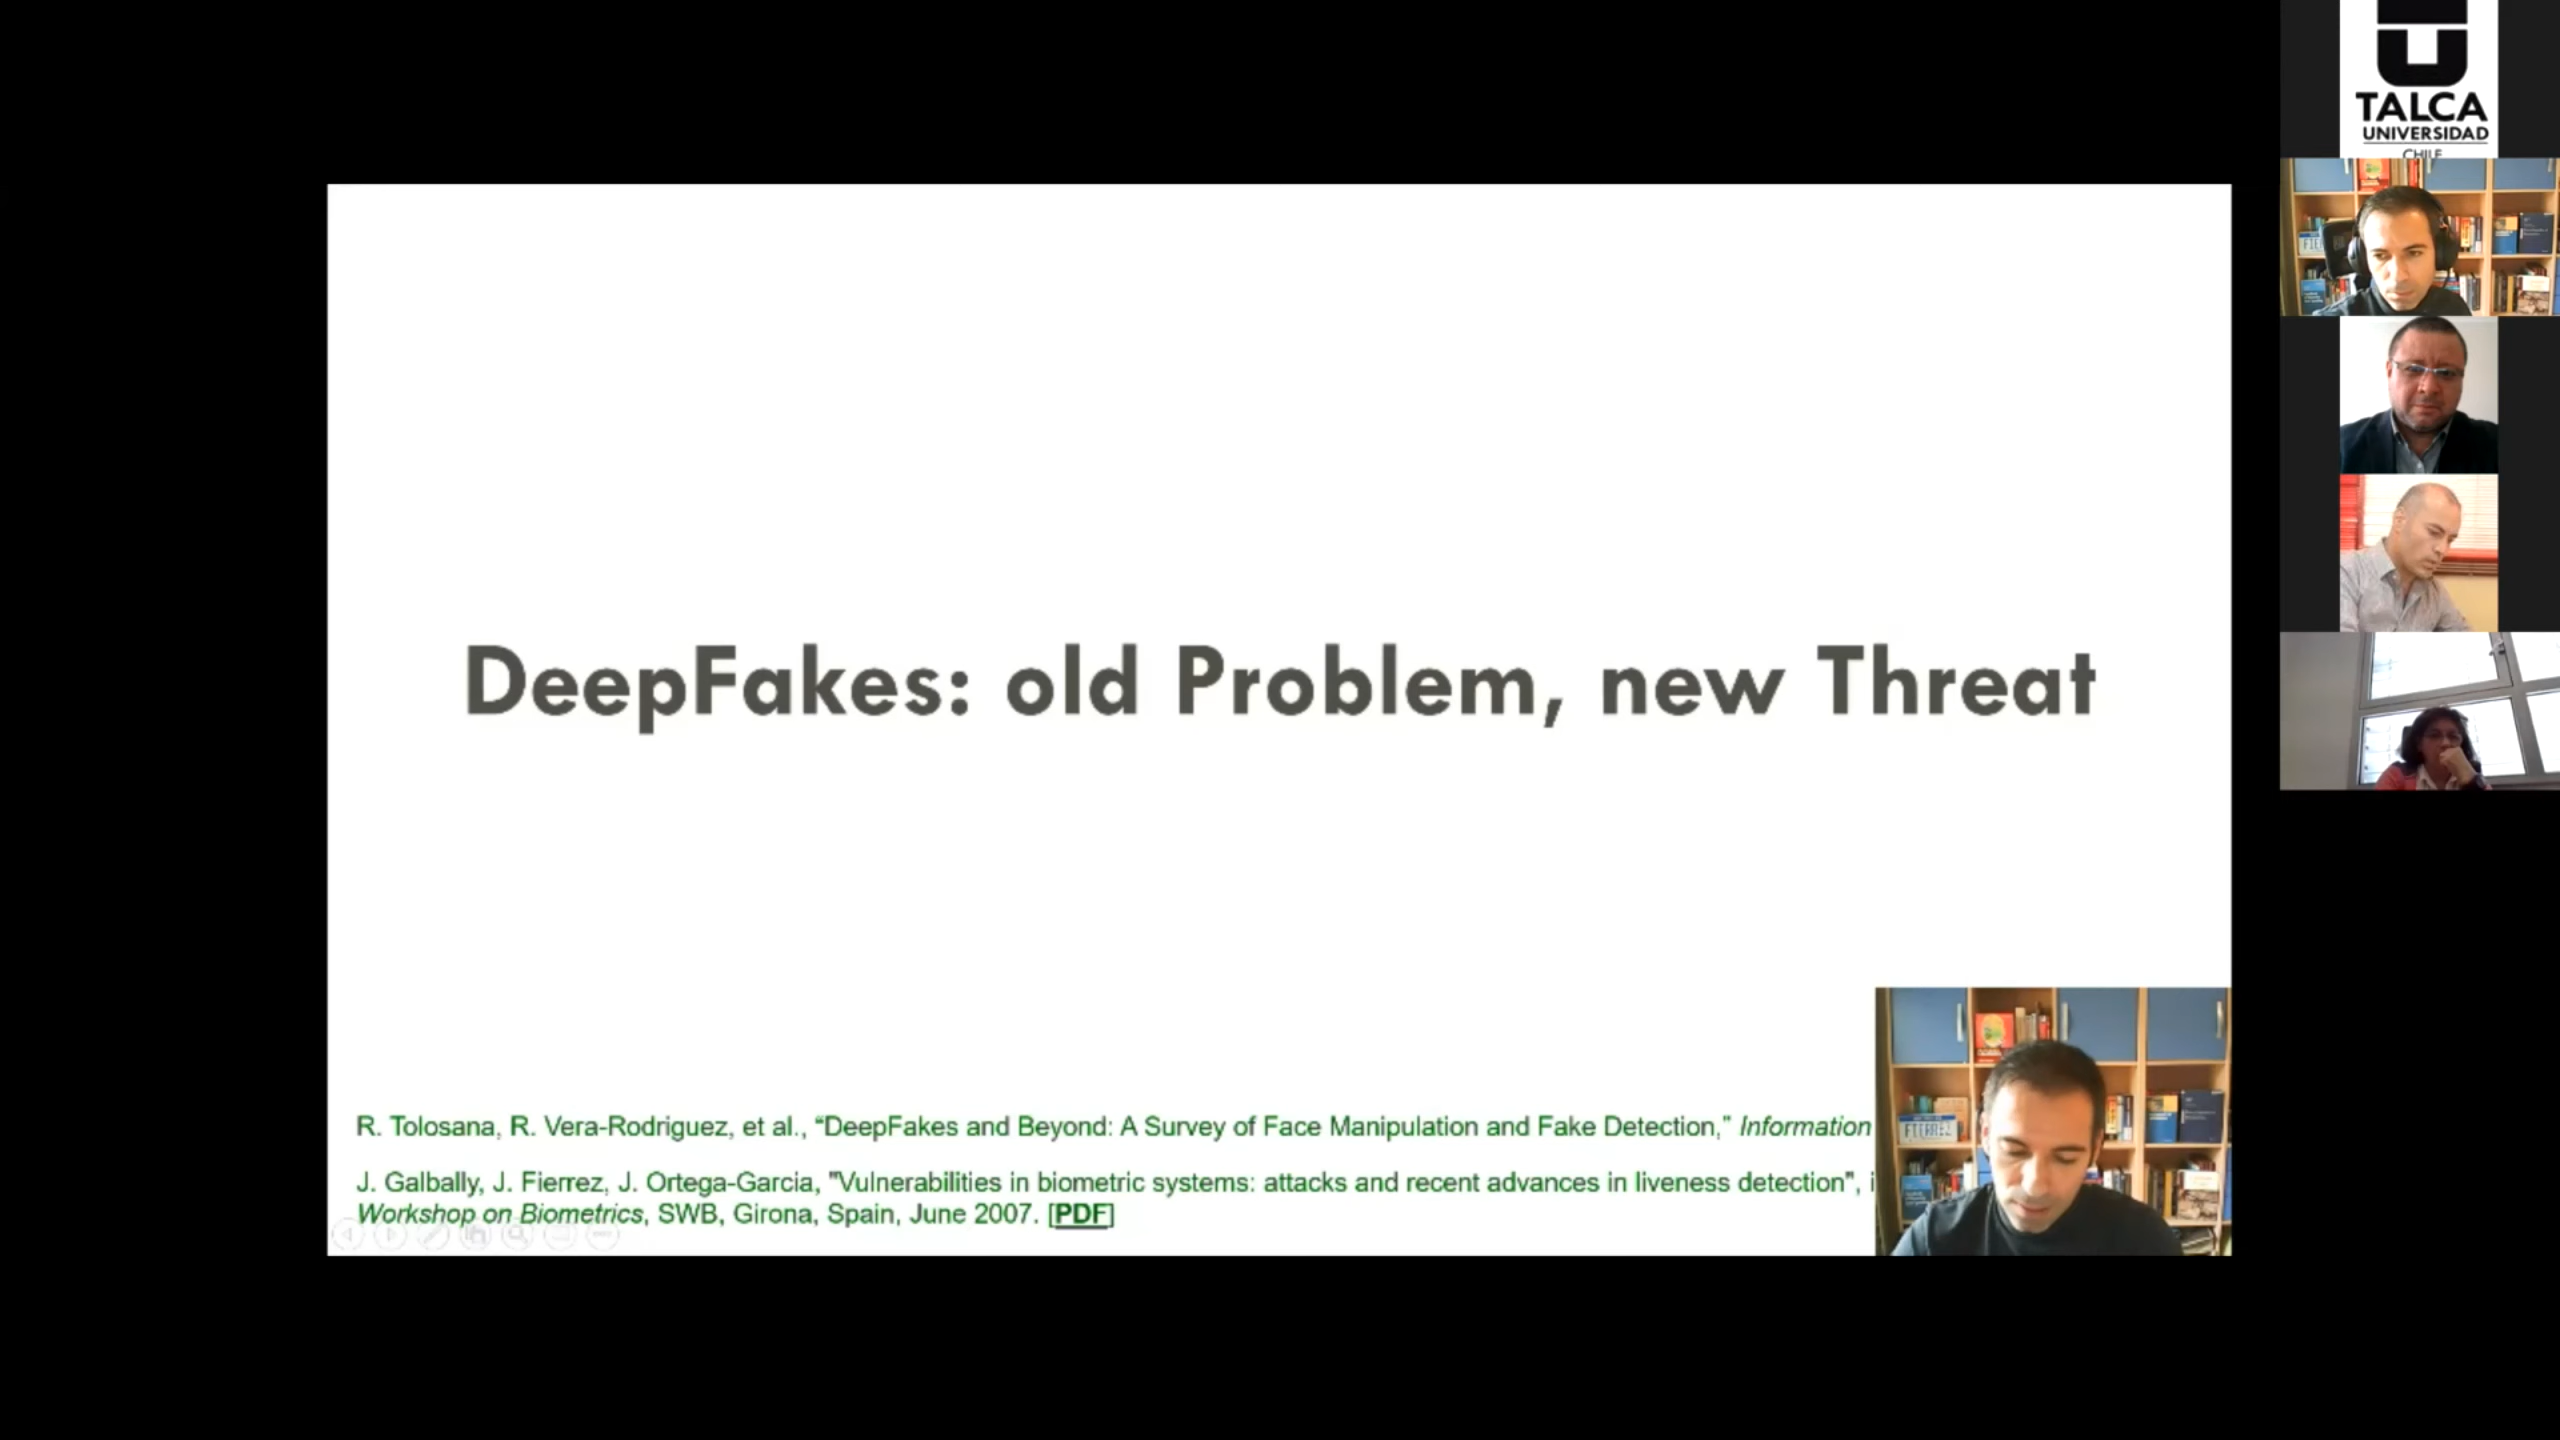 TALCA
UNIVERSIDAD
CHILE
DeepFakes: old Problem, new Threat
R. Tolosana, R. Vera-Rodriguez, et al., “DeepFakes and Beyond: A Survey of Face Manipulation and Fake Detection,” Information
J. Galbally, J. Fierrez, J. Ortega-Garcia, "Vulnerabilities in biometric systems: attacks and recent advances in liveness detection", i
Workshop on Biometrics, SWB, Girona, Spain, June 2007. [PDF]
FIERREZ